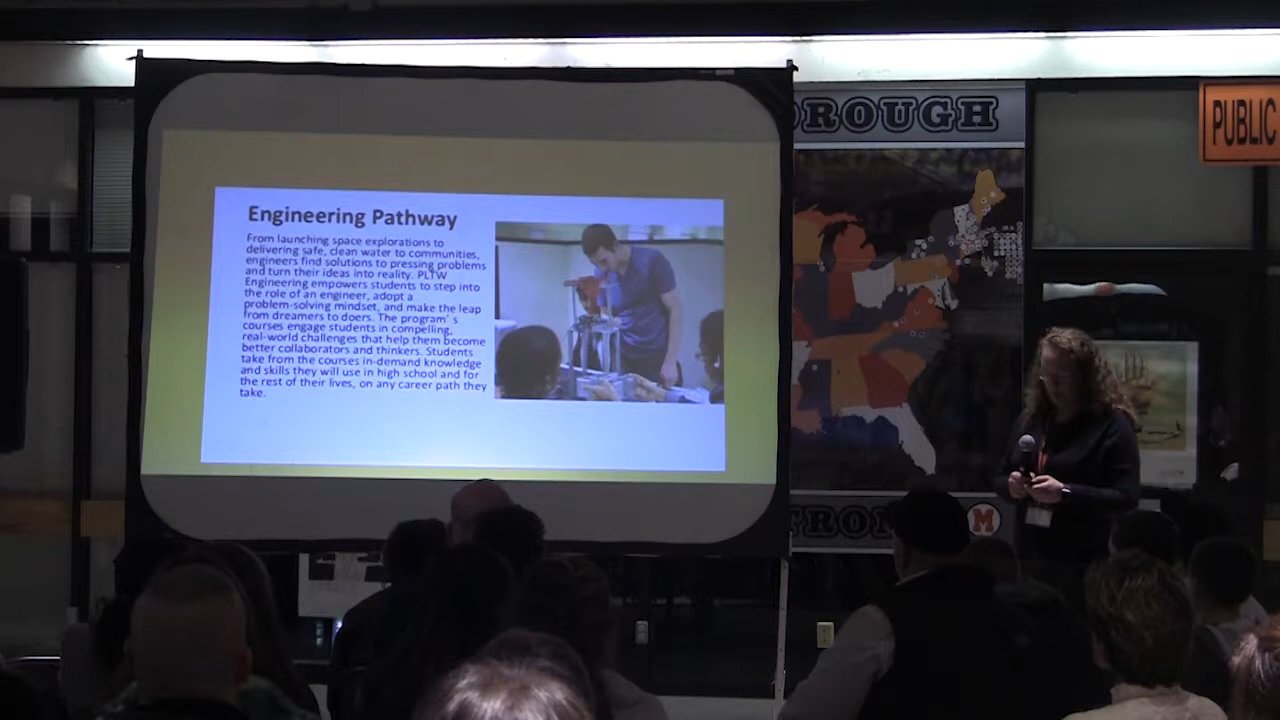 OROUGH
PUBLIC
Engineering Pathway
From launching space explorations to
delivering safe, clean water to communities,
engineers find solutions to pressing problems
and turn their ideas into reality. PLTW
Engineering empowers students to step into
the role of an engineer, adopt a
problem-solving mindset, and make the leap
from dreamers to doers. The program' s
courses engage students in compelling,
real-world challenges that help them become
better collaborators and thinkers. Students
take from the courses in-demand knowledge
and skills they will use in high school and for
the rest of their lives, on any career path they
take.
TRON
M